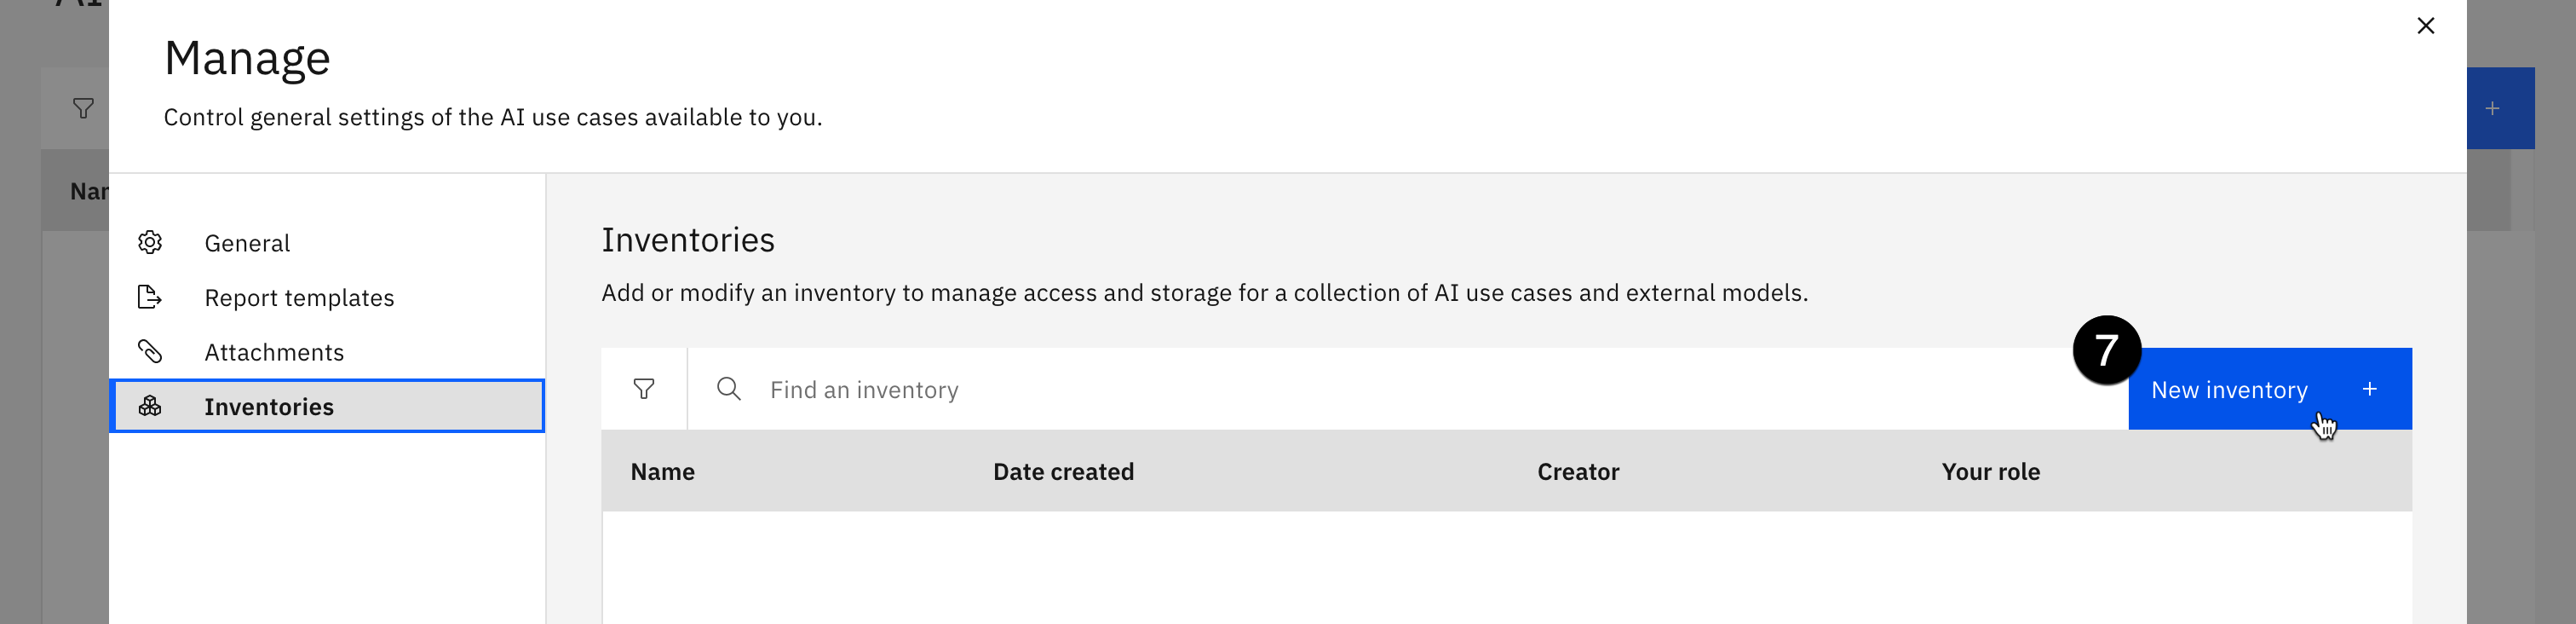 AI
Manage
Control general settings of the AI use cases available to you.
Nar
General
Report templates
Attachments
Inventories
Inventories
Add or modify an inventory to manage access and storage for a collection of AI use cases and external models.
7
Find an inventory
New inventory +
Name Date created Creator Your role